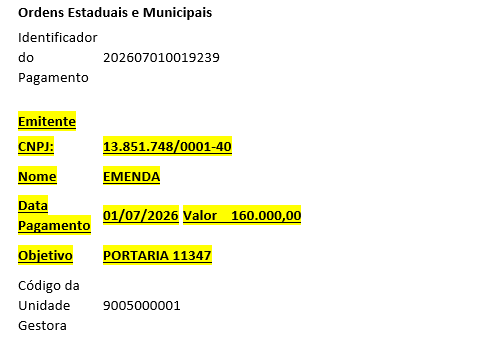 Ordens Estaduais e Municipais
Identificador
do 202607010019239
Pagamento
Emitente
CNPJ: 13.851.748/0001-40
Nome EMENDA
Data
Pagamento 01/07/2026 Valor 160.000,00
Objetivo PORTARIA 11347
Código da
Unidade 9005000001
Gestora